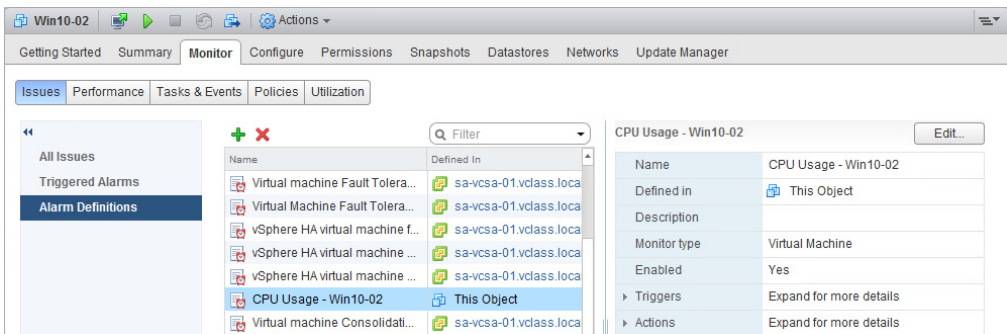 Win10-02 Actions
Getting Started Summary Monitor Configure Permissions Snapshots Datastores Networks Update Manager
Issues Performance Tasks & Events Policies Utilization
All Issues
Triggered Alarms
Alarm Definitions
Filter
Name Defined In
Virtual machine Fault Tolera... sa-vcsa-01.vclass.loca
Virtual Machine Fault Tolera... sa-vcsa-01.vclass.loca
vSphere HA virtual machine f... sa-vcsa-01.vclass.loca
vSphere HA virtual machine ... sa-vcsa-01.vclass.loca
vSphere HA virtual machine ... sa-vcsa-01.vclass.loca
CPU Usage - Win10-02 This Object
Virtual machine Consolidati... sa-vcsa-01.vclass.loca
CPU Usage - Win10-02 Edit...
Name CPU Usage - Win10-02
Defined in This Object
Description
Monitor type Virtual Machine
Enabled Yes
Triggers Expand for more details
Actions Expand for more details